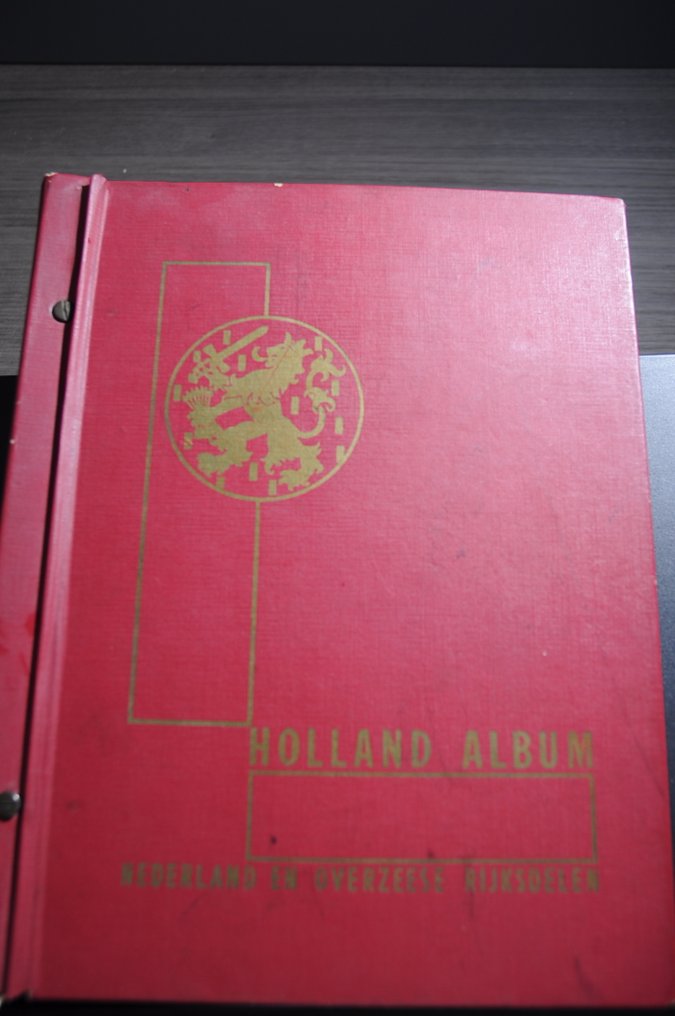 HOLLAND ALBUM
NEDERLAND EN OVERZEESE RIJKSDELEN